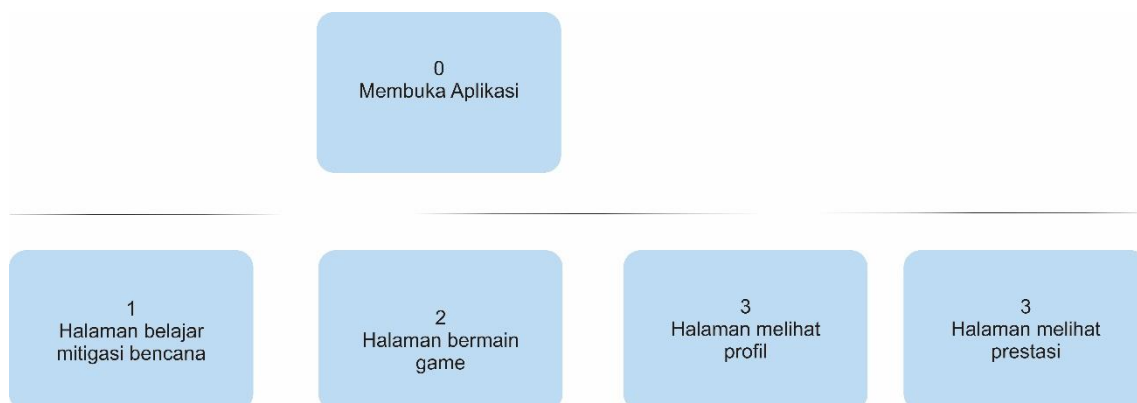 0
Membuka Aplikasi
1
Halaman belajar
mitigasi bencana
2
Halaman bermain
game
3
Halaman melihat
profil
3
Halaman melihat
prestasi